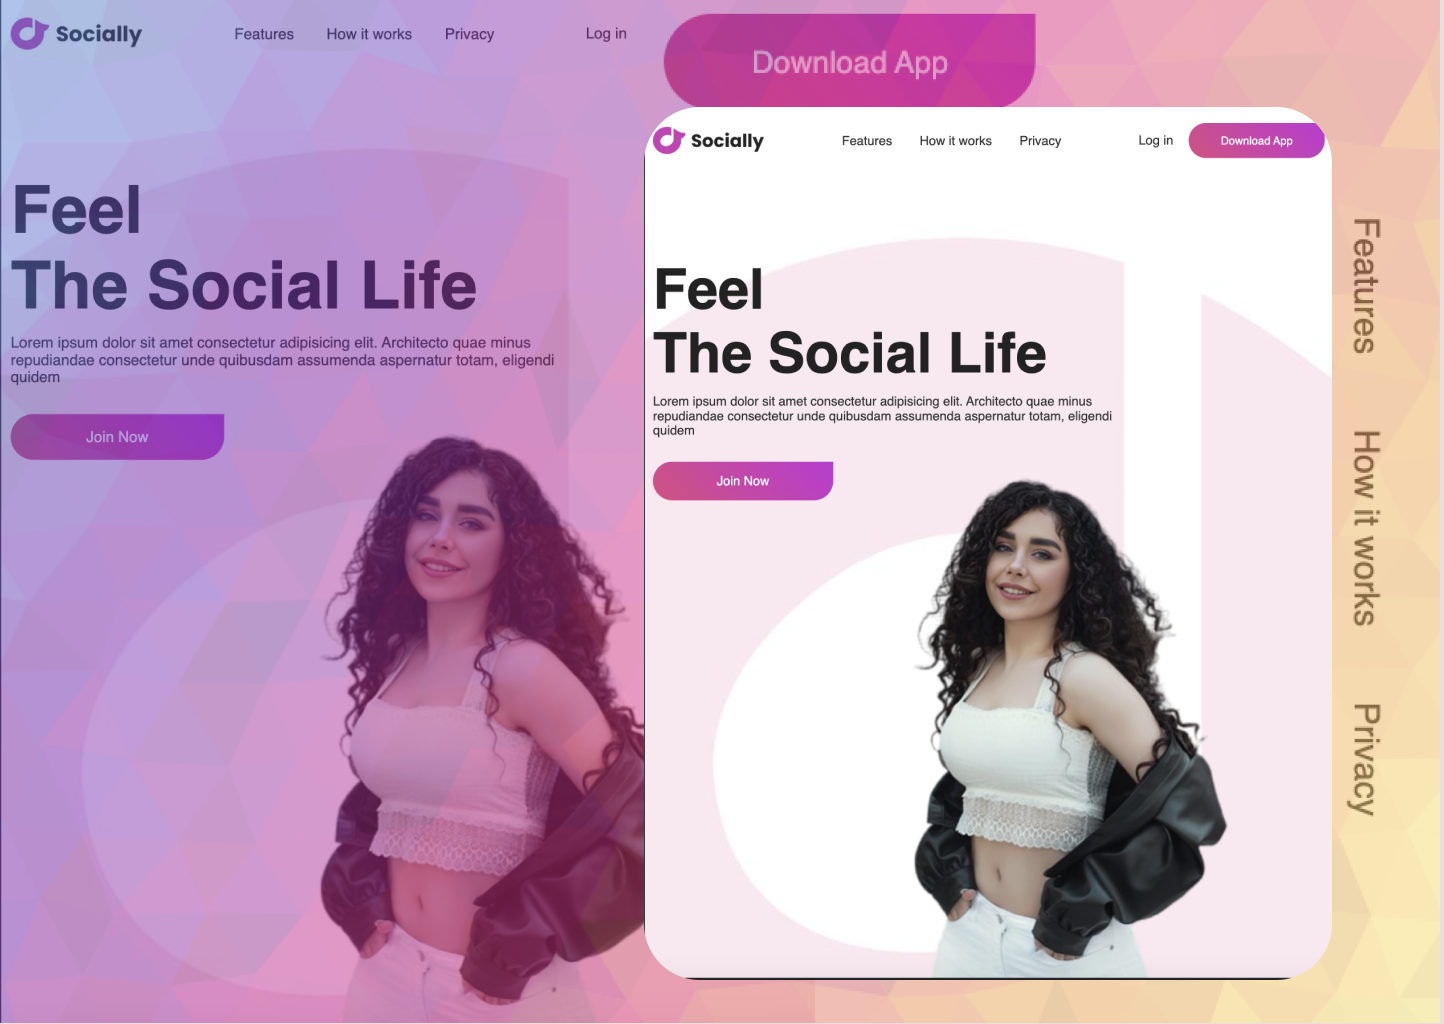 Socially
Features
How it works
Privacy
Log in
Download App
Feel
The Social Life
Lorem ipsum dolor sit amet consectetur adipisicing elit. Architecto quae minus
repudiandae consectetur unde quibusdam assumenda aspernatur totam, eligendi
quidem
Join Now
Socially
Features
How it works
Privacy
Log in
Download App
Feel
The Social Life
Lorem ipsum dolor sit amet consectetur adipisicing elit. Architecto quae minus
repudiandae consectetur unde quibusdam assumenda aspernatur totam, eligendi
quidem
Join Now
Features
How it works
Privacy